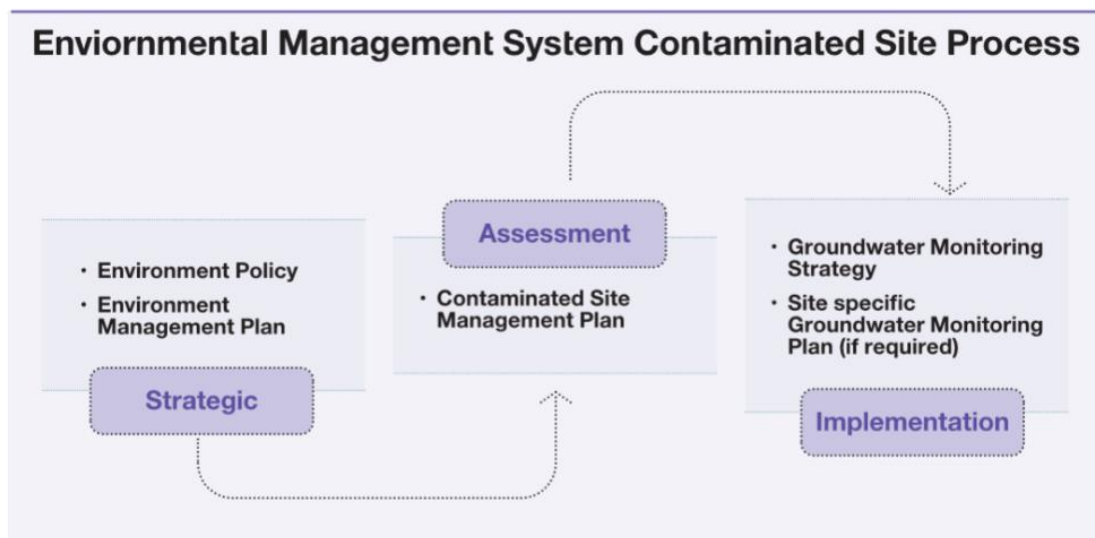 Enviornmental Management System Contaminated Site Process
• Environment Policy
• Environment
Management Plan
Strategic
Assessment
• Contaminated Site
Management Plan
• Groundwater Monitoring
Strategy
• Site specific
Groundwater Monitoring
Plan (if required)
Implementation